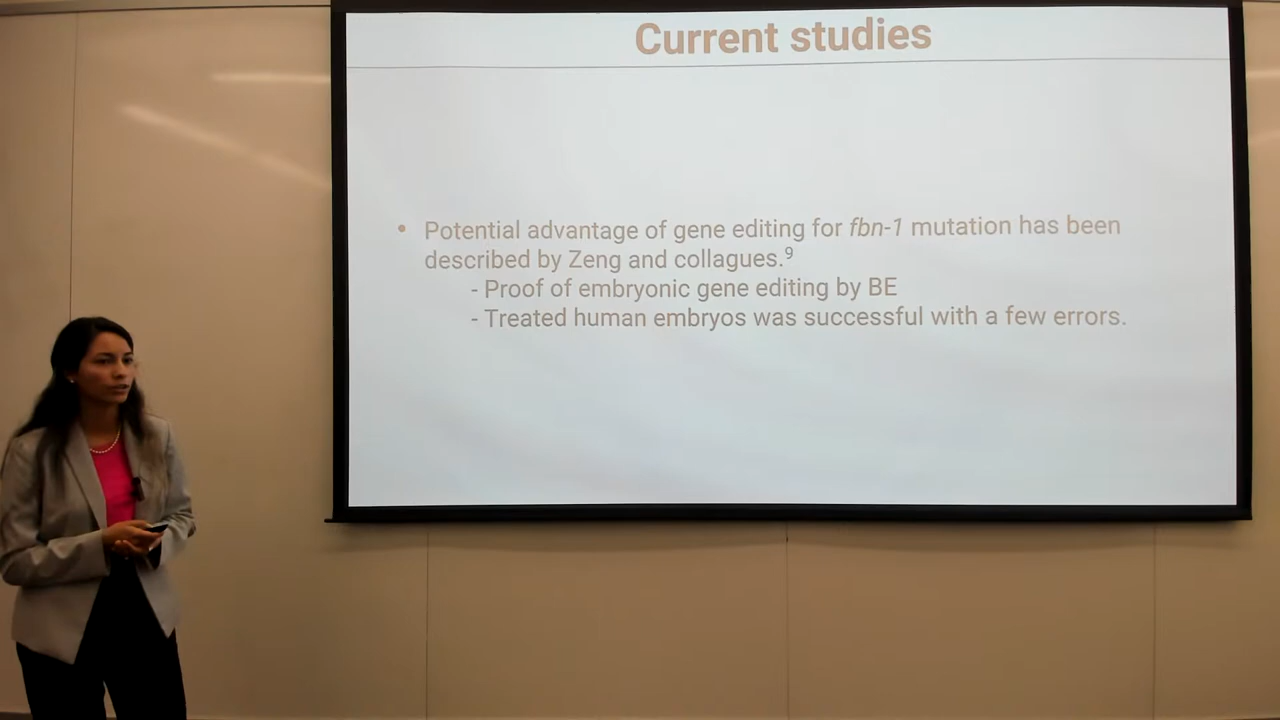 Current studies
• Potential advantage of gene editing for fbn-1 mutation has been
described by Zeng and collagues.9
- Proof of embryonic gene editing by BE
- Treated human embryos was successful with a few errors.